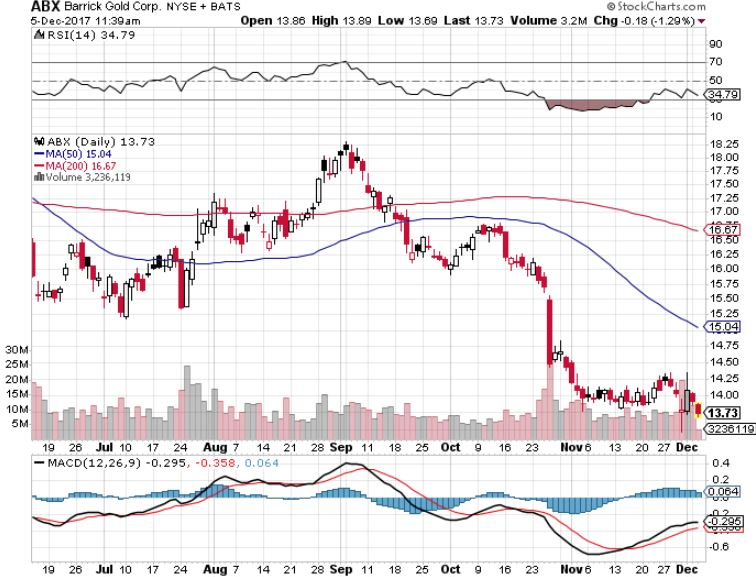 ABX Barrick Gold Corp. NYSE + BATS © StockCharts.com
5-Dec-2017 11:39am Open 13.86 High 13.89 Low 13.69 Last 13.73 Volume 3.2M Chg -0.18 (-1.29%)
RSI(14) 34.79
90
70
50
34.79
10
ABX (Daily) 13.73
MA(50) 15.04
MA(200) 16.67
Volume 3,236,119
18.25
18.00
17.75
17.50
17.25
17.00
16.67
16.50
16.25
16.00
15.75
15.50
15.25
15.04
14.75
14.50
14.25
14.00
13.73
3236119
30M
25M
20M
15M
10M
5M
19 26 Jul 10 17 24 Aug 7 14 21 28 Sep 11 18 25 Oct 9 16 23 Nov 6 13 20 27 Dec
MACD(12,26,9) -0.295, -0.358, 0.064
0.4
0.2
0.064
0.0
-0.295
-0.6
19 26 Jul 10 17 24 Aug 7 14 21 28 Sep 11 18 25 Oct 9 16 23 Nov 6 13 20 27 Dec